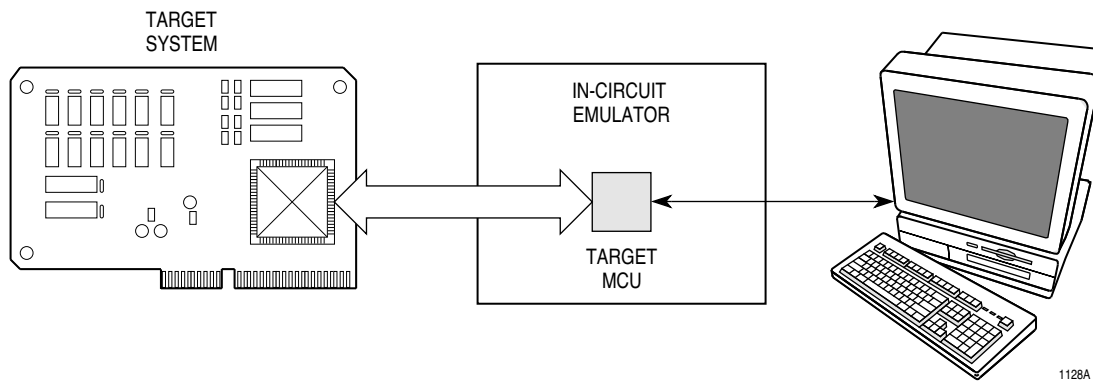 TARGET
SYSTEM
IN-CIRCUIT
EMULATOR
TARGET
MCU
1128A